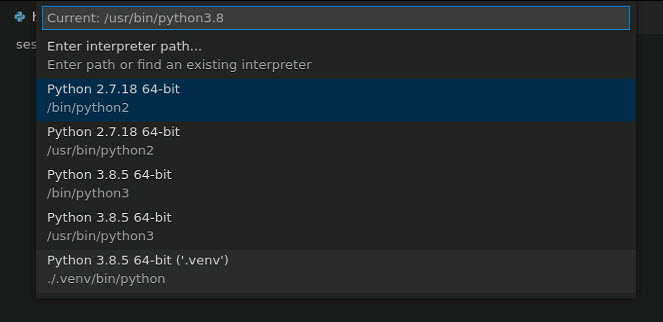 Current: /usr/bin/python3.8
ses
Enter interpreter path...
Enter path or find an existing interpreter
Python 2.7.18 64-bit
/bin/python2
Python 2.7.18 64-bit
/usr/bin/python2
Python 3.8.5 64-bit
/bin/python3
Python 3.8.5 64-bit
/usr/bin/python3
Python 3.8.5 64-bit ('.venv')
./.venv/bin/python